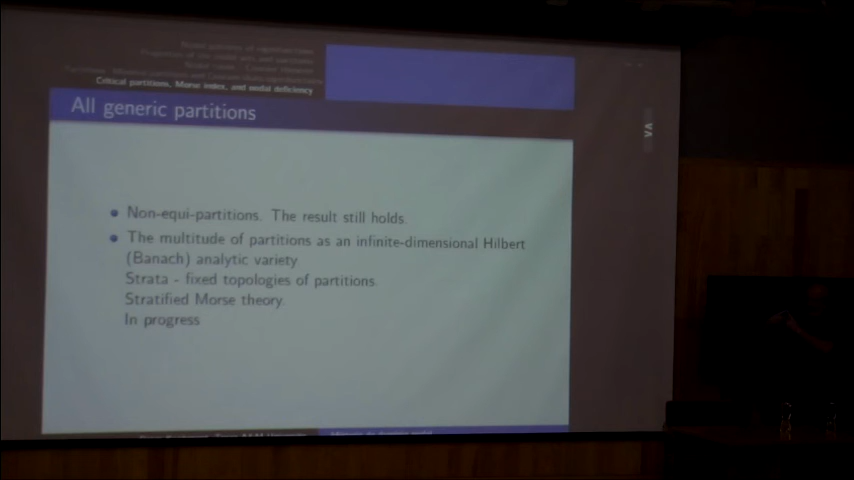 Critical partitions, Morse index, and nodal deficiency
All generic partitions
Non-equi-partitions. The result still holds.
The multitude of partitions as an infinite-dimensional Hilbert
(Banach) analytic variety
Strata - fixed topologies of partitions.
Stratified Morse theory.
In progress